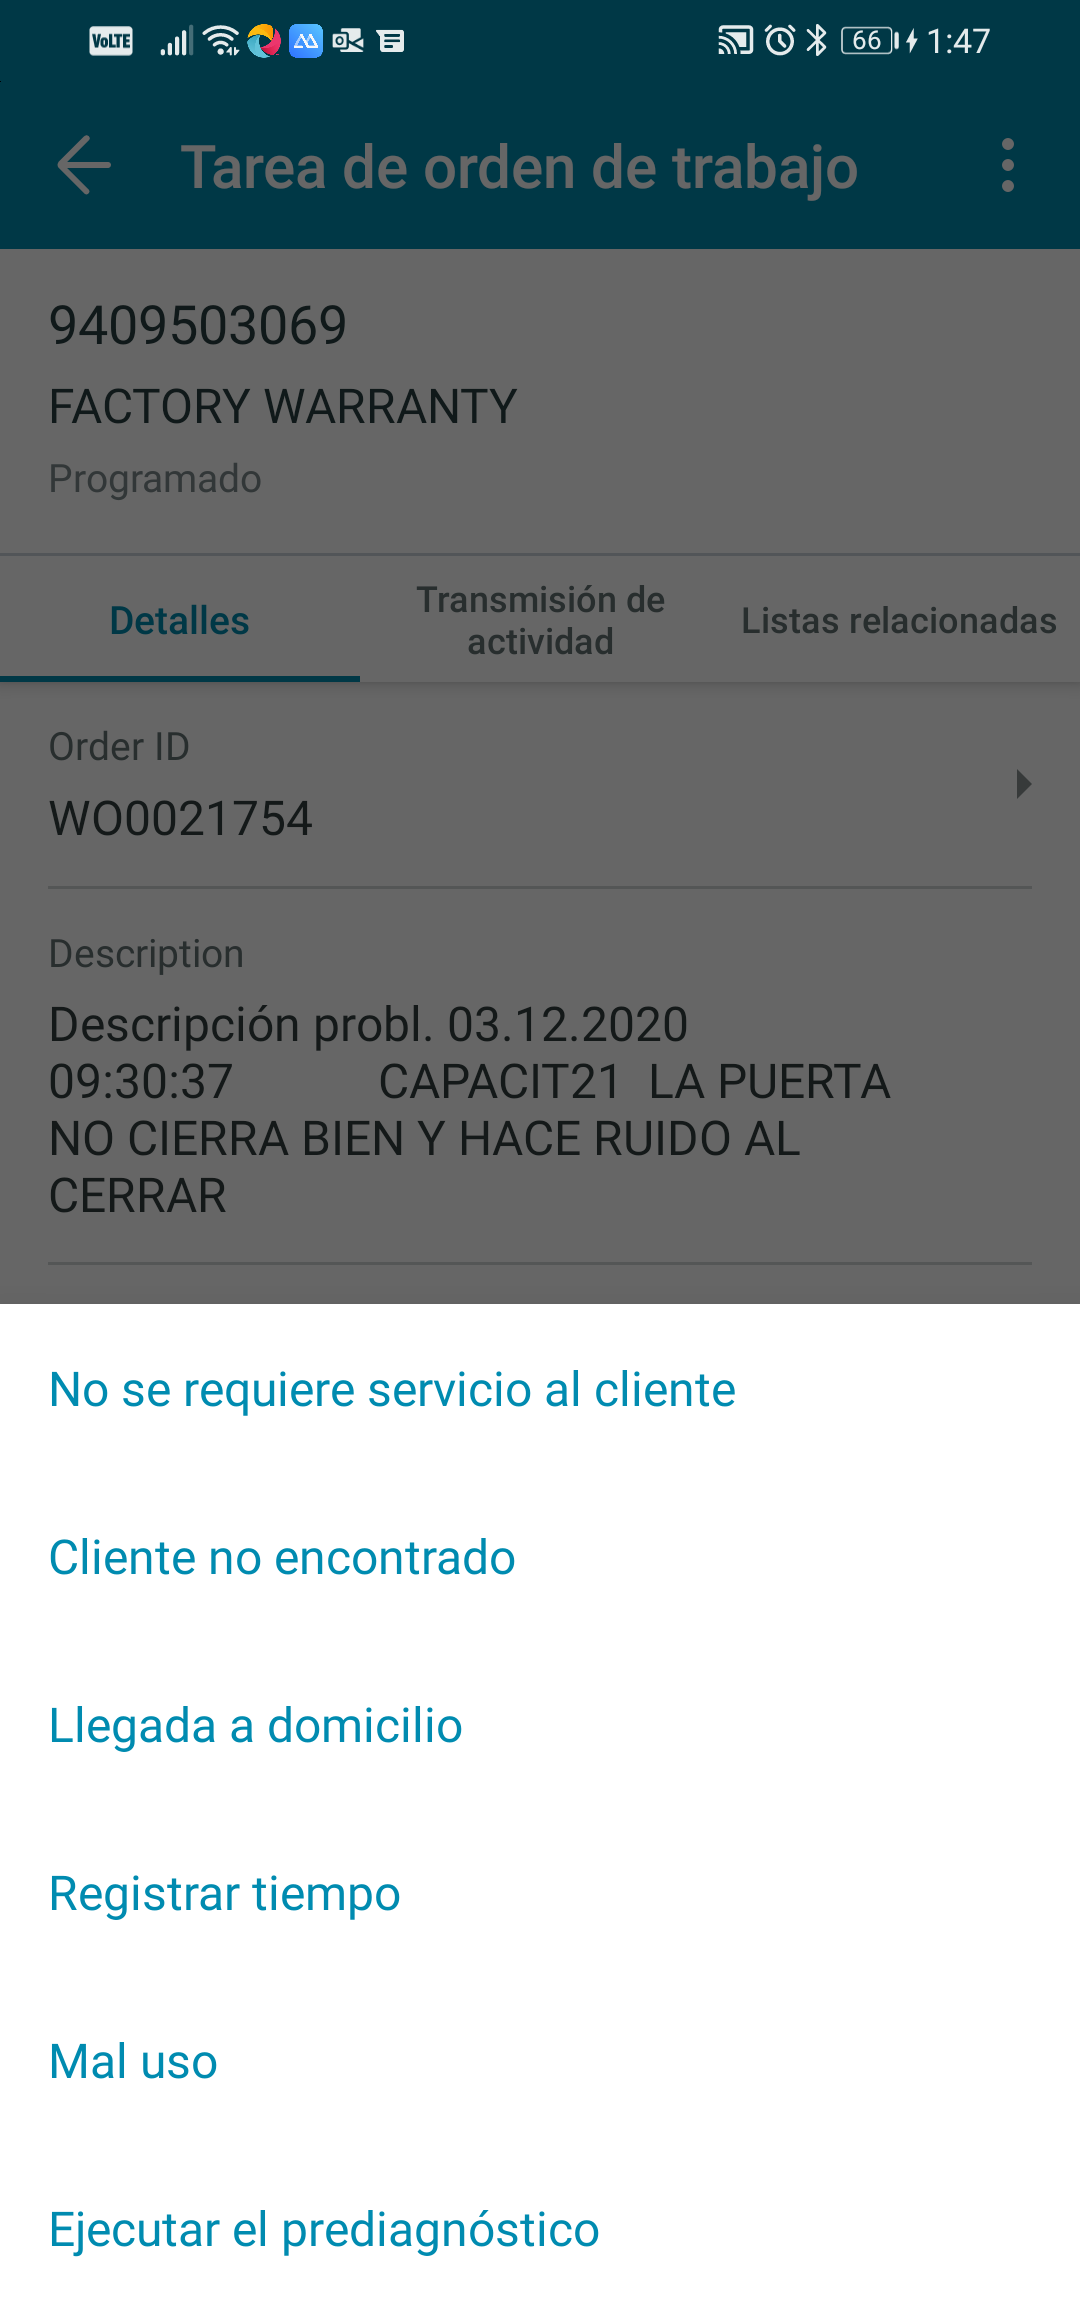 VoLTE 66 1:47
Tarea de orden de trabajo
9409503069
FACTORY WARRANTY
Programado
Detalles
Transmisión de
actividad
Listas relacionadas
Order ID
WO0021754
Description
Descripción probl. 03.12.2020
09:30:37 CAPACIT21 LA PUERTA
NO CIERRA BIEN Y HACE RUIDO AL
CERRAR
No se requiere servicio al cliente
Cliente no encontrado
Llegada a domicilio
Registrar tiempo
Mal uso
Ejecutar el prediagnóstico